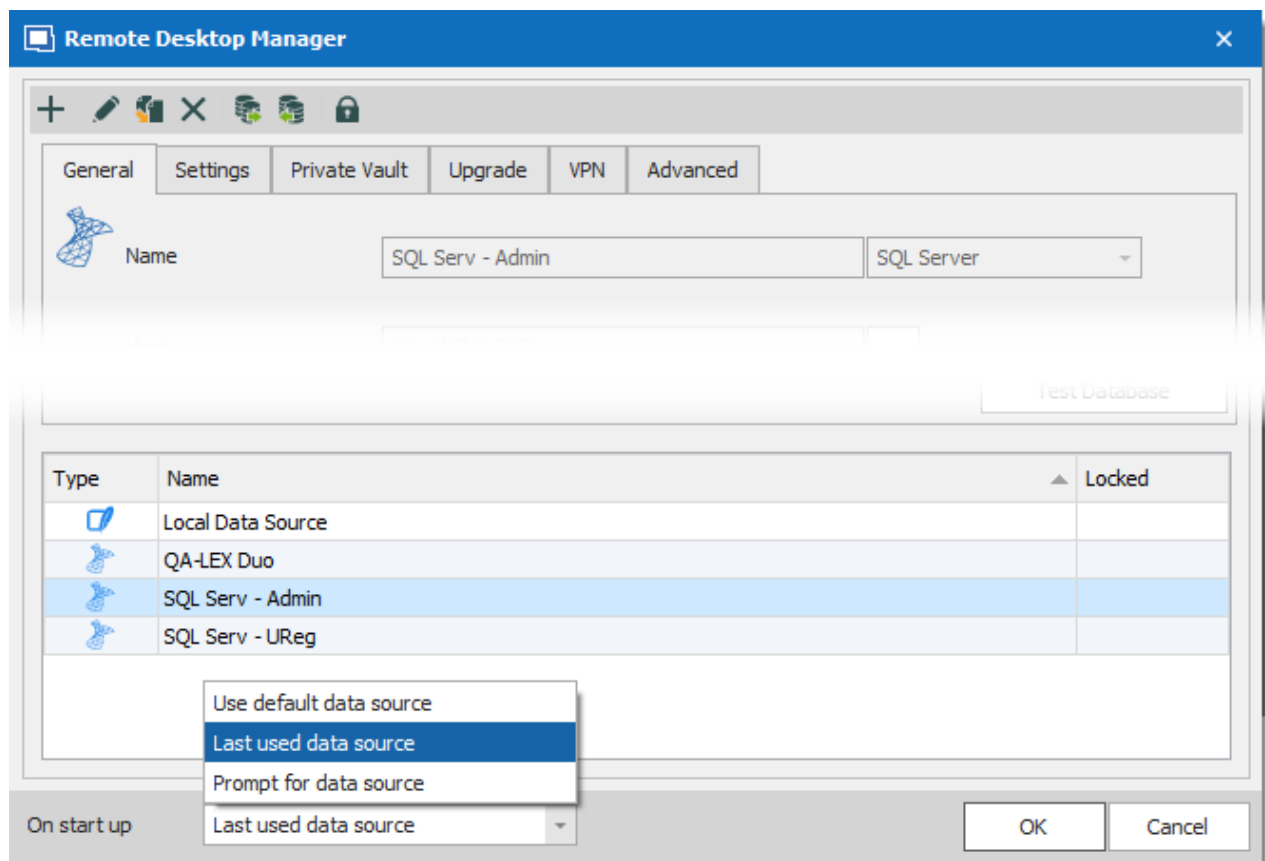 Remote Desktop Manager
General Settings Private Vault Upgrade VPN Advanced
Name SQL Serv - Admin SQL Server
Test Database
Type Name Locked
Local Data Source
QA-LEX Duo
SQL Serv - Admin
SQL Serv - UReg
Use default data source
Last used data source
Prompt for data source
On start up Last used data source OK Cancel